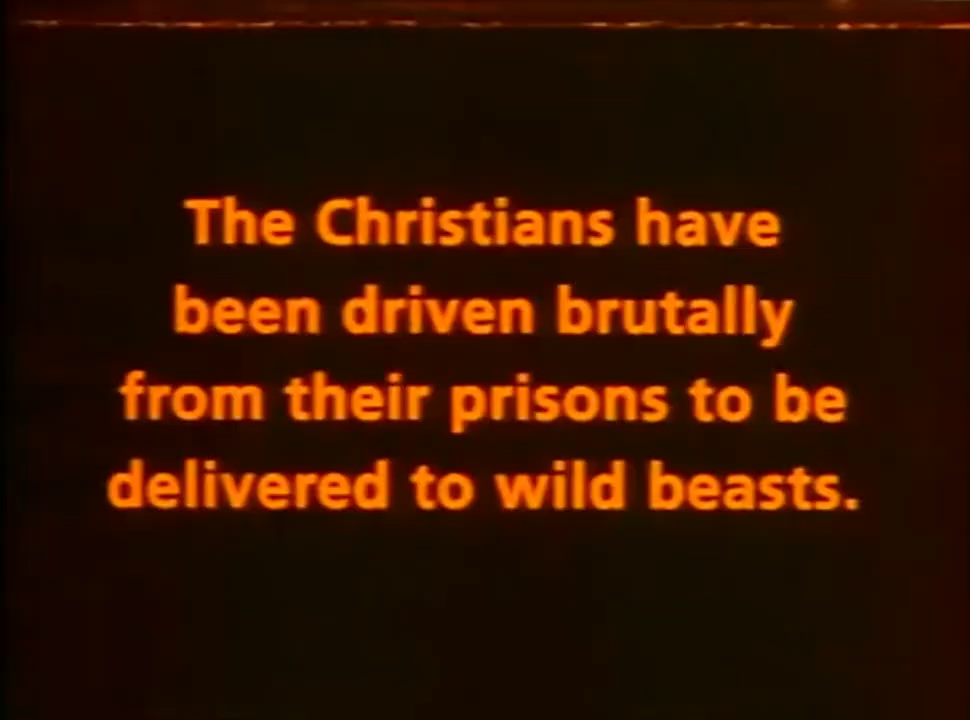 The Christians have
been driven brutally
from their prisons to be
delivered to wild beasts.